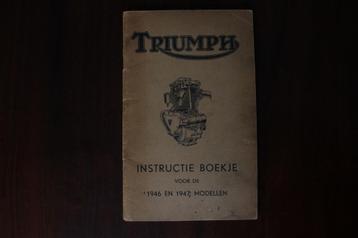 TRIUMPH
INSTRUCTIE BOEKJE
VOOR DE
1946 EN 1947 MODELLEN